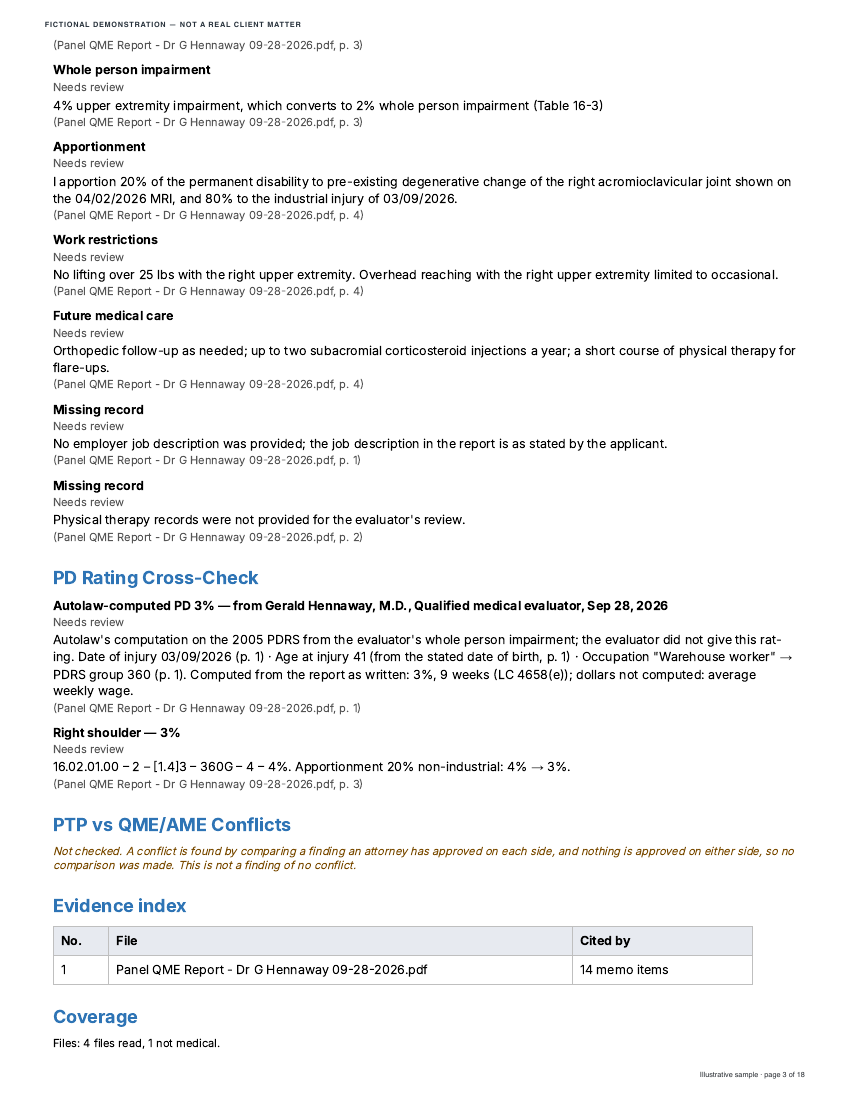 FICTIONAL DEMONSTRATION — NOT A REAL CLIENT MATTER
(Panel QME Report - Dr G Hennaway 09-28-2026.pdf, p. 3)
Whole person impairment
Needs review
4% upper extremity impairment, which converts to 2% whole person impairment (Table 16-3)
(Panel QME Report - Dr G Hennaway 09-28-2026.pdf, p. 3)
Apportionment
Needs review
I apportion 20% of the permanent disability to pre-existing degenerative change of the right acromioclavicular joint shown on
the 04/02/2026 MRI, and 80% to the industrial injury of 03/09/2026.
(Panel QME Report - Dr G Hennaway 09-28-2026.pdf, p. 4)
Work restrictions
Needs review
No lifting over 25 lbs with the right upper extremity. Overhead reaching with the right upper extremity limited to occasional.
(Panel QME Report - Dr G Hennaway 09-28-2026.pdf, p. 4)
Future medical care
Needs review
Orthopedic follow-up as needed; up to two subacromial corticosteroid injections a year; a short course of physical therapy for
flare-ups.
(Panel QME Report - Dr G Hennaway 09-28-2026.pdf, p. 4)
Missing record
Needs review
No employer job description was provided; the job description in the report is as stated by the applicant.
(Panel QME Report - Dr G Hennaway 09-28-2026.pdf, p. 1)
Missing record
Needs review
Physical therapy records were not provided for the evaluator's review.
(Panel QME Report - Dr G Hennaway 09-28-2026.pdf, p. 2)
PD Rating Cross-Check
Autolaw-computed PD 3% — from Gerald Hennaway, M.D., Qualified medical evaluator, Sep 28, 2026
Needs review
Autolaw's computation on the 2005 PDRS from the evaluator's whole person impairment; the evaluator did not give this rat-
ing. Date of injury 03/09/2026 (p. 1) · Age at injury 41 (from the stated date of birth, p. 1) · Occupation "Warehouse worker" →
PDRS group 360 (p. 1). Computed from the report as written: 3%, 9 weeks (LC 4658(e)); dollars not computed: average
weekly wage.
(Panel QME Report - Dr G Hennaway 09-28-2026.pdf, p. 1)
Right shoulder — 3%
Needs review
16.02.01.00 – 2 – [1.4]3 – 360G – 4 – 4%. Apportionment 20% non-industrial: 4% → 3%.
(Panel QME Report - Dr G Hennaway 09-28-2026.pdf, p. 3)
PTP vs QME/AME Conflicts
Not checked. A conflict is found by comparing a finding an attorney has approved on each side, and nothing is approved on either side, so no
comparison was made. This is not a finding of no conflict.
Evidence index
No. File Cited by
1 Panel QME Report - Dr G Hennaway 09-28-2026.pdf 14 memo items
Coverage
Files: 4 files read, 1 not medical.
Illustrative sample · page 3 of 18